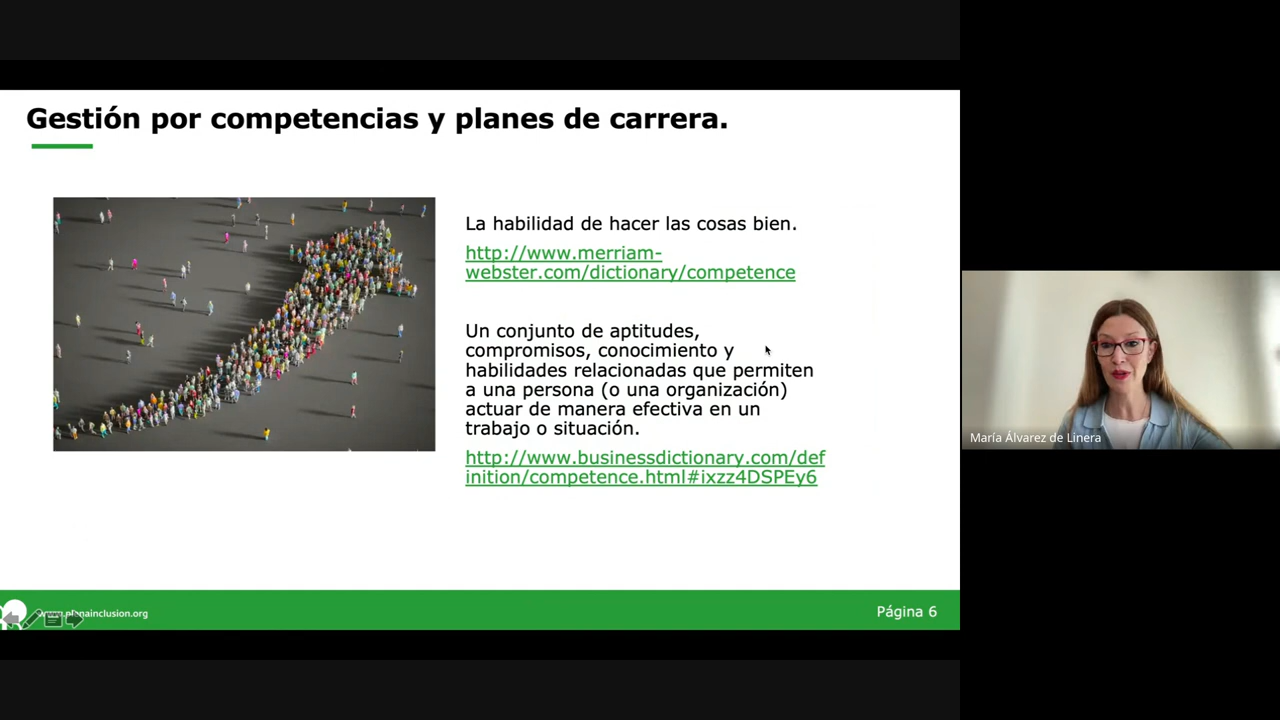 Gestión por competencias y planes de carrera.
La habilidad de hacer las cosas bien.
http://www.merriam-
webster.com/dictionary/competence
Un conjunto de aptitudes,
compromisos, conocimiento y
habilidades relacionadas que permiten
a una persona (o una organización)
actuar de manera efectiva en un
trabajo o situación.
http://www.businessdictionary.com/def
inition/competence.html#ixzz4DSPEy6
María Álvarez de Linera
www.plenainclusion.org
Página 6